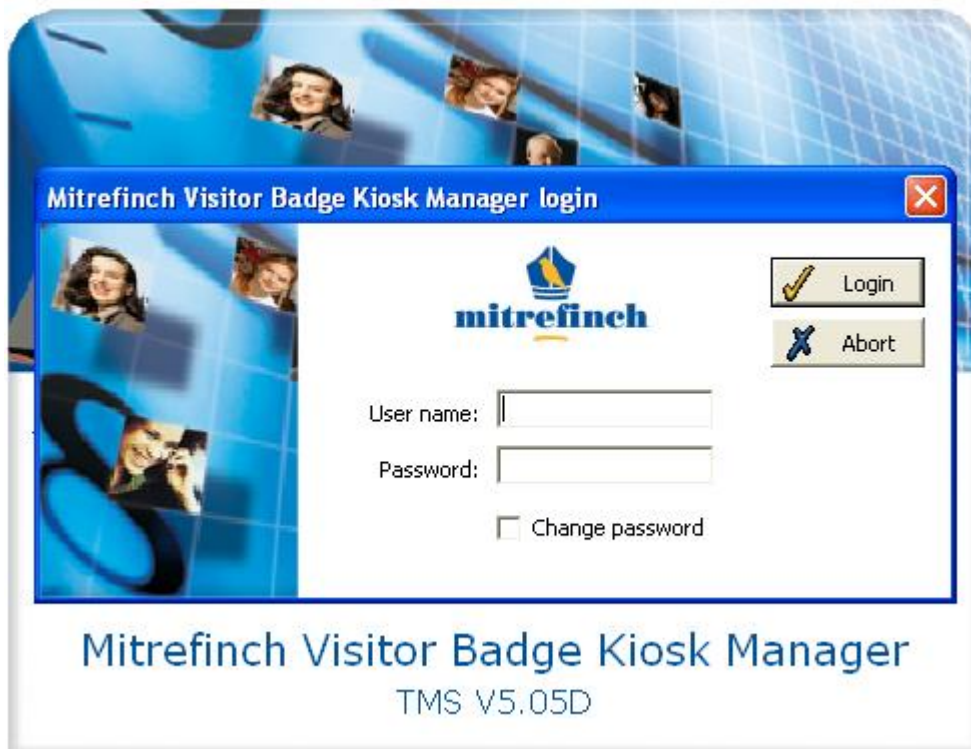 Mitrefinch Visitor Badge Kiosk Manager login
mitrefinch
Login
Abort
User name:
Password:
Change password
Mitrefinch Visitor Badge Kiosk Manager
TMS V5.05D